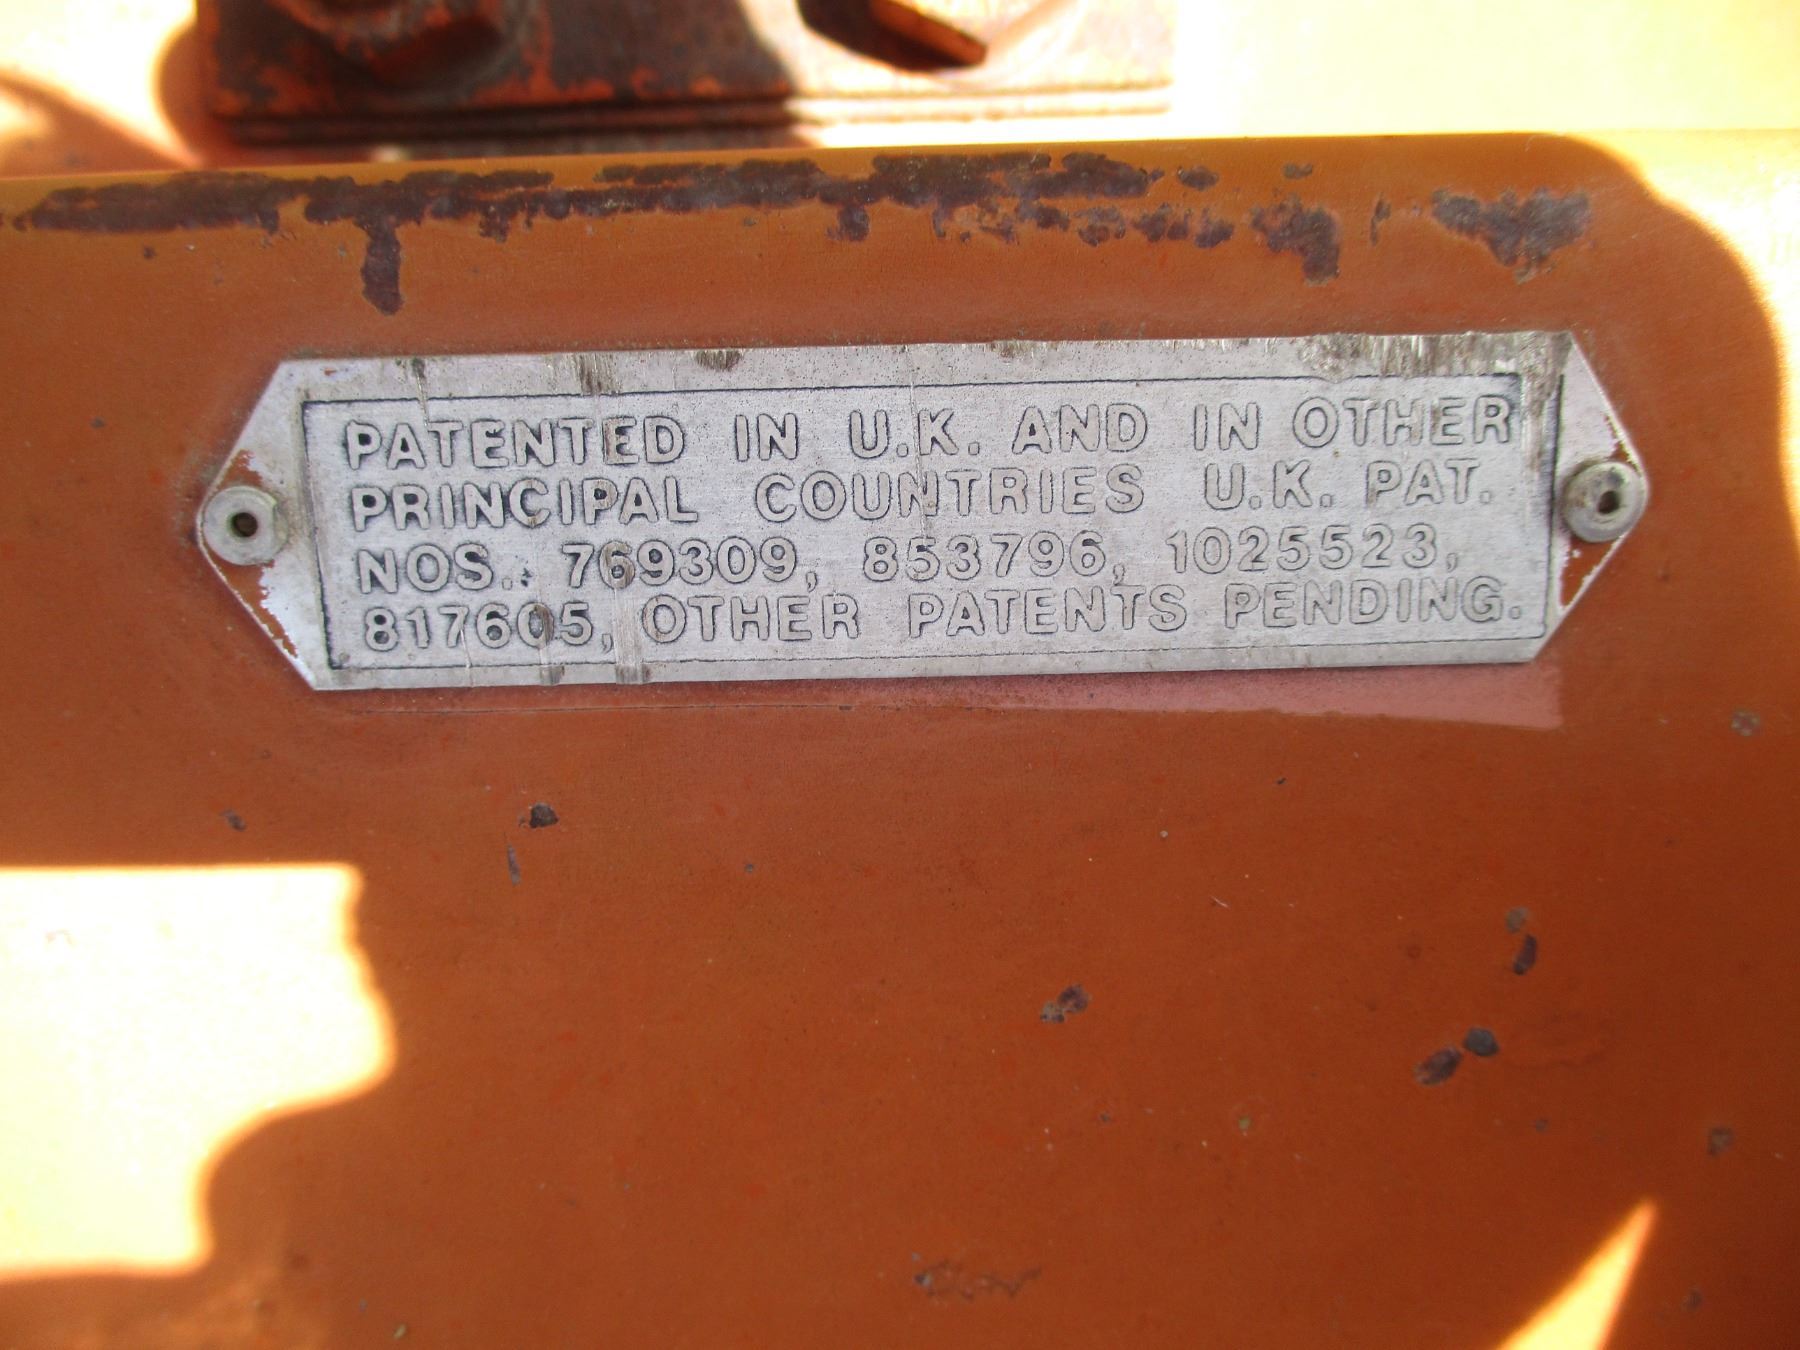 PATENTED IN U.K. AND IN OTHER
PRINCIPAL COUNTRIES U.K. PAT.
NOS. 769309, 853796, 1025523,
817605, OTHER PATENTS PENDING.